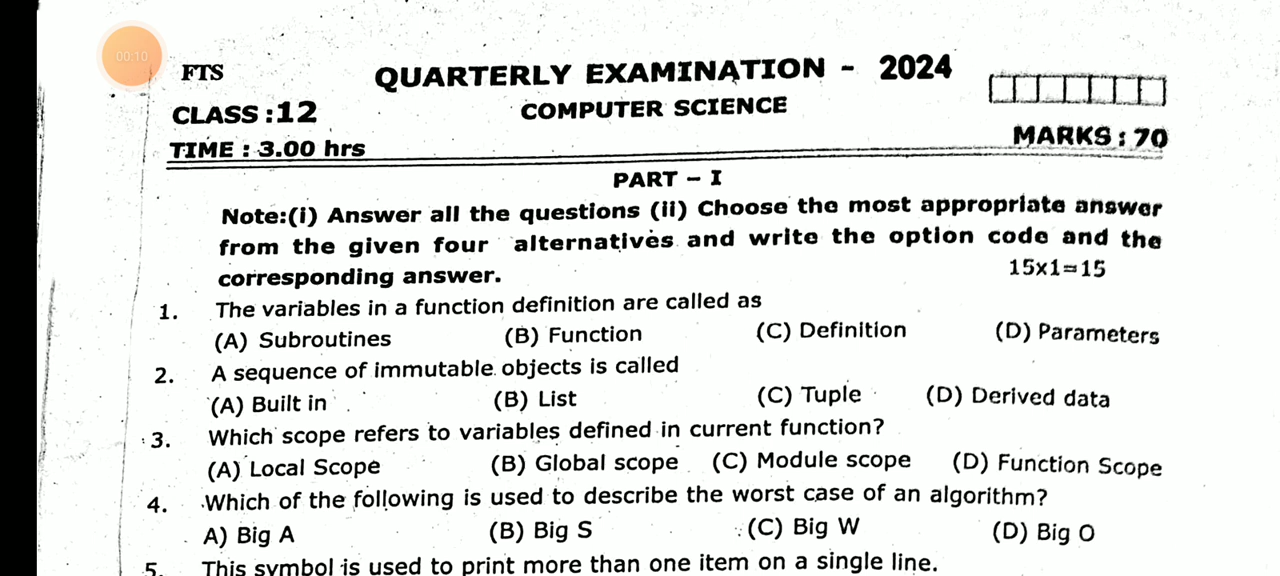 00:10
FTS
QUARTERLY EXAMINATION - 2024
CLASS : 12
COMPUTER SCIENCE
TIME : 3.00 hrs
MARKS : 70
PART – I
Note:(i) Answer all the questions (ii) Choose the most appropriate answer
from the given four alternatives and write the option code and the
corresponding answer.
15x1=15
1. The variables in a function definition are called as
(A) Subroutines (B) Function (C) Definition (D) Parameters
2. A sequence of immutable objects is called
(A) Built in (B) List (C) Tuple (D) Derived data
3. Which scope refers to variables defined in current function?
(A) Local Scope (B) Global scope (C) Module scope (D) Function Scope
4. Which of the following is used to describe the worst case of an algorithm?
A) Big A (B) Big S (C) Big W (D) Big O
5. This symbol is used to print more than one item on a single line.